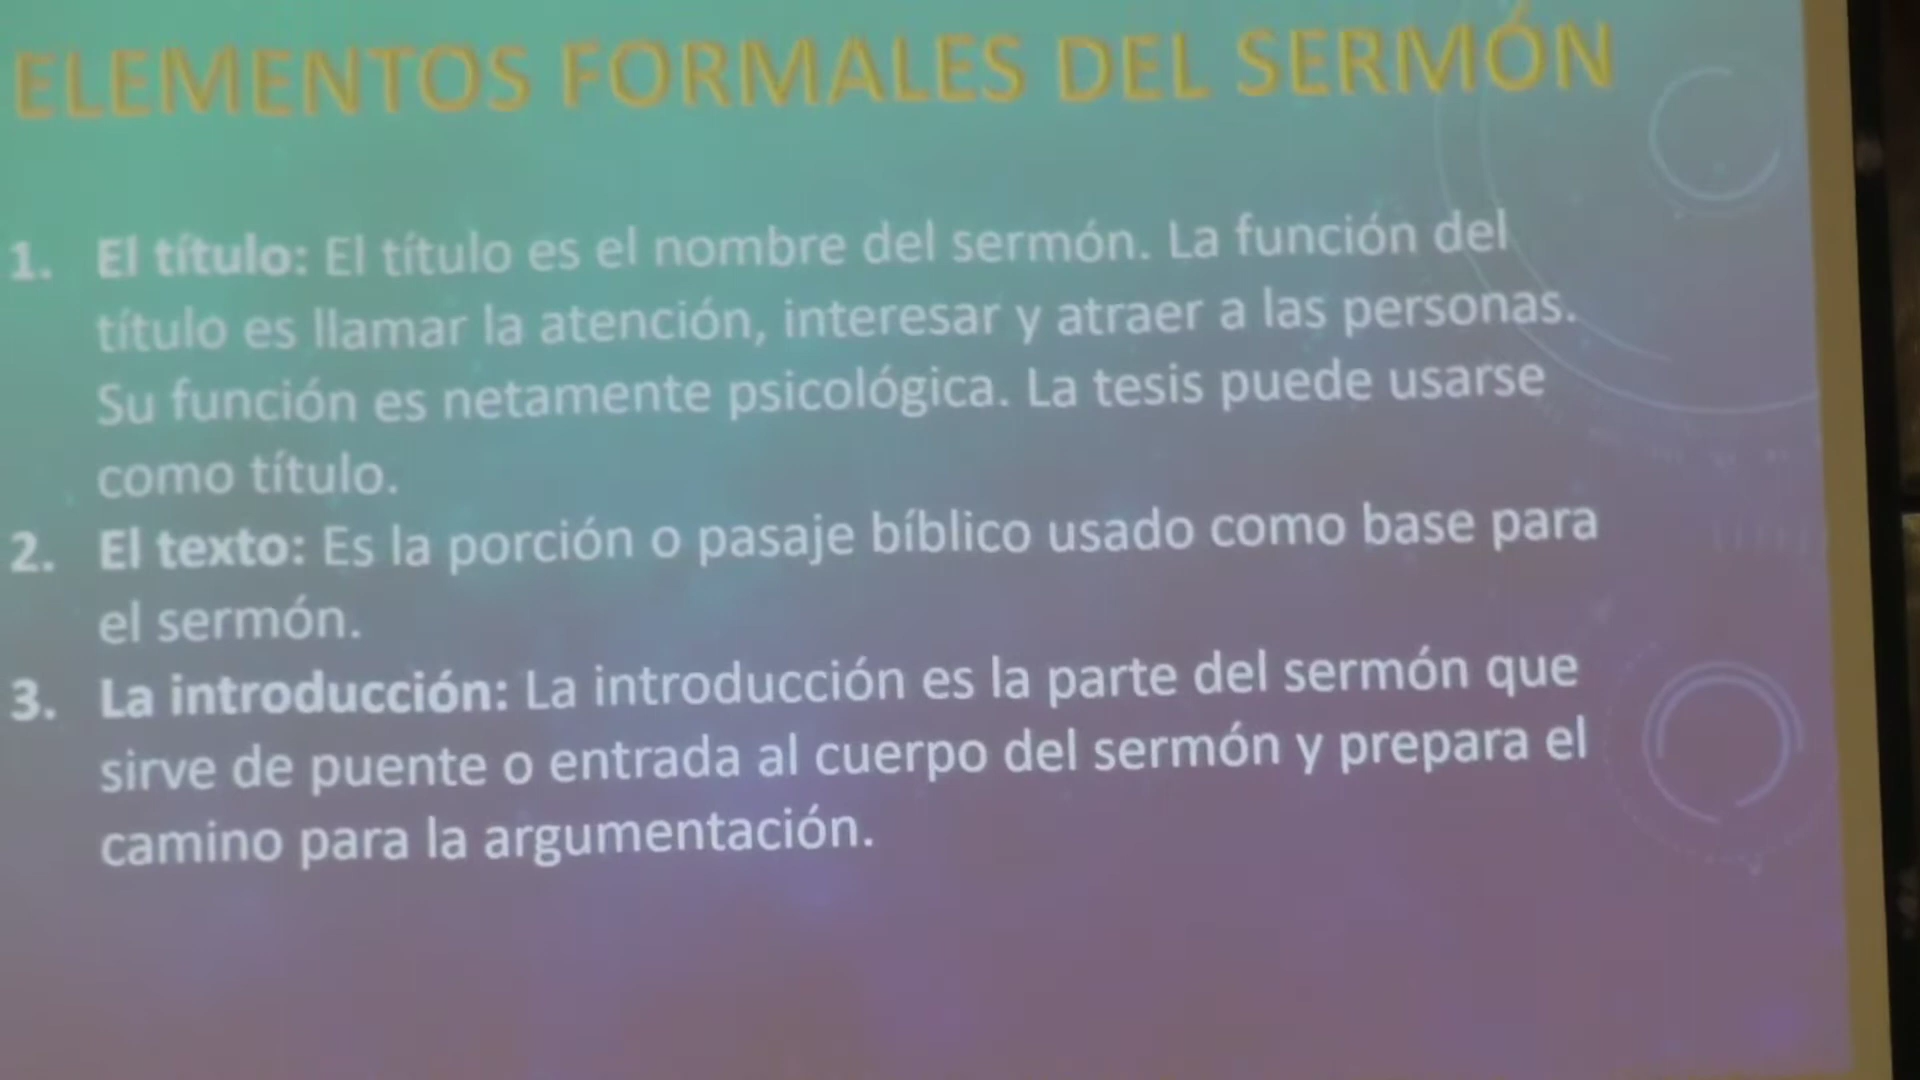 ELEMENTOS FORMALES DEL SERMÓN
1. El título: El título es el nombre del sermón. La función del
título es llamar la atención, interesar y atraer a las personas.
Su función es netamente psicológica. La tesis puede usarse
como título.
2. El texto: Es la porción o pasaje bíblico usado como base para
el sermón.
3. La introducción: La introducción es la parte del sermón que
sirve de puente o entrada al cuerpo del sermón y prepara el
camino para la argumentación.